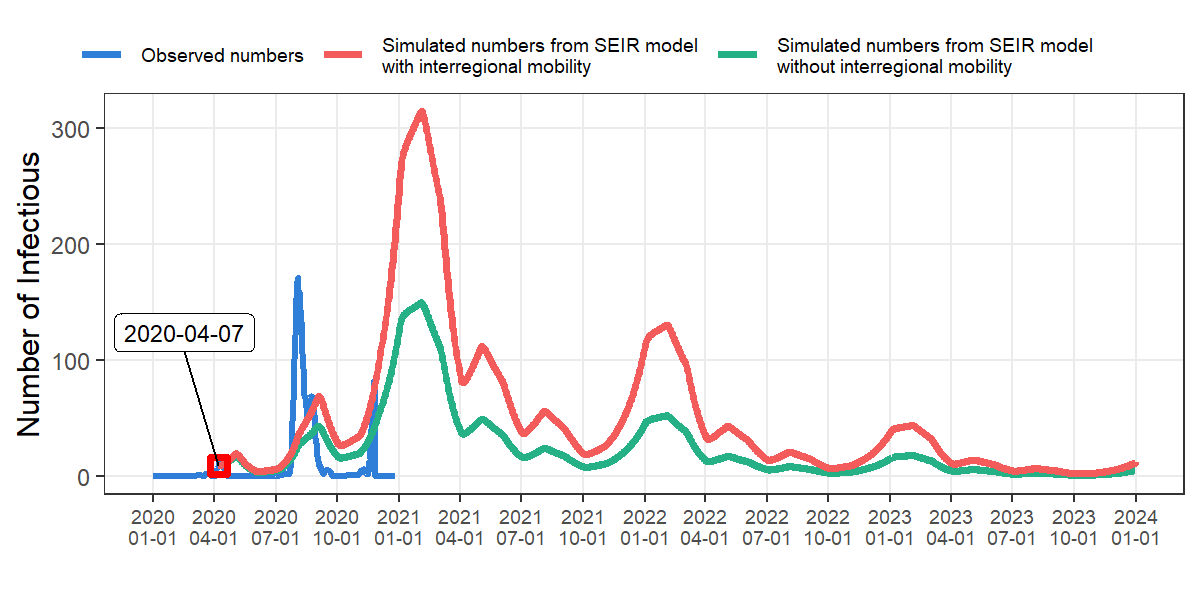 Observed numbers
Simulated numbers from SEIR model
with interregional mobility
Simulated numbers from SEIR model
without interregional mobility
Number of Infectious
300
200
100
0
2020-04-07
2020 2020 2020 2020 2021 2021 2021 2021 2022 2022 2022 2022 2023 2023 2023 2023 2024
01-01 04-01 07-01 10-01 01-01 04-01 07-01 10-01 01-01 04-01 07-01 10-01 01-01 04-01 07-01 10-01 01-01